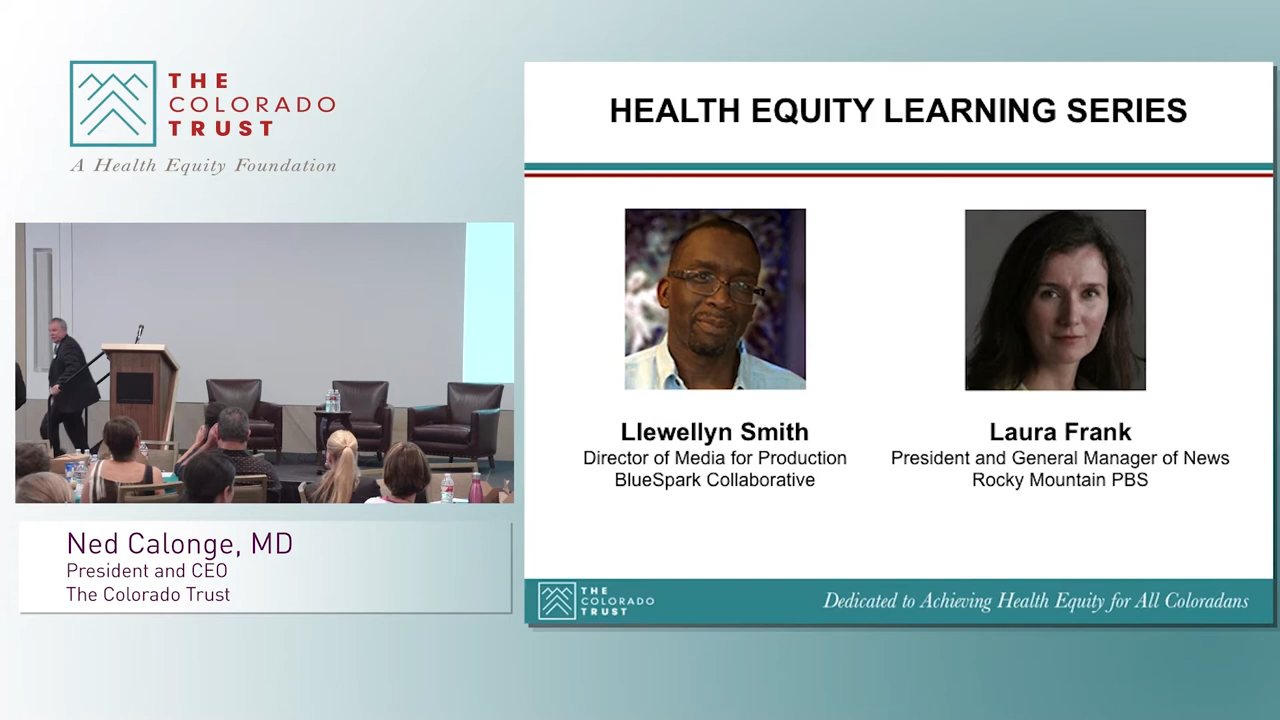 THE
COLORADO
TRUST
A Health Equity Foundation
HEALTH EQUITY LEARNING SERIES
Llewellyn Smith
Director of Media for Production
BlueSpark Collaborative
Laura Frank
President and General Manager of News
Rocky Mountain PBS
Ned Calonge, MD
President and CEO
The Colorado Trust
THE
COLORADO
TRUST
Dedicated to Achieving Health Equity for All Coloradans